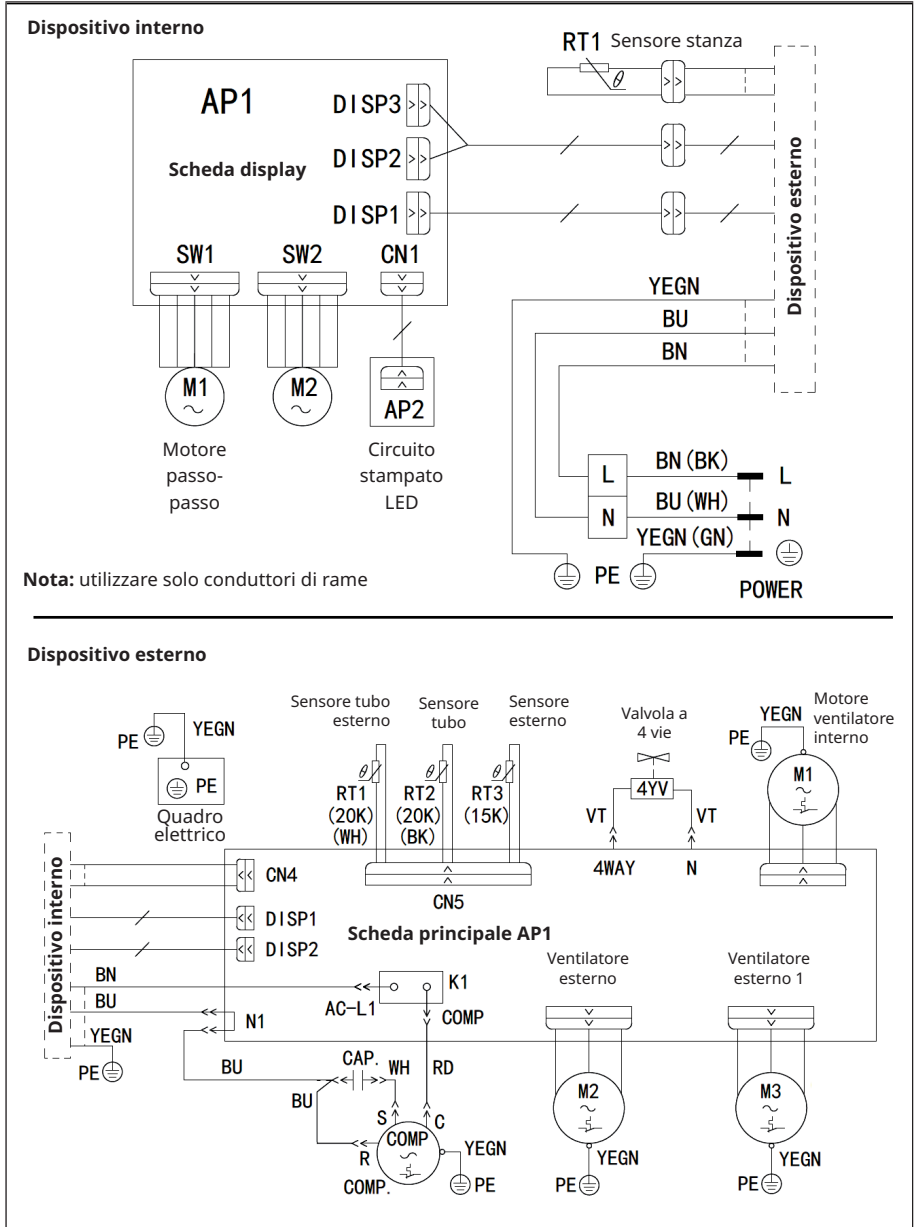 Dispositivo interno
RT1 Sensore stanza
θ
AP1
DISP3
Scheda display
DISP2
DISP1
Dispositivo esterno
SW1 SW2 CN1
YEGN
BU
BN
M1 M2
AP2
Motore
passo-
passo
Circuito
stampato
LED
L BN(BK) L
N BU(WH) N
YEGN(GN)
PE
POWER
Nota: utilizzare solo conduttori di rame
Dispositivo esterno
Sensore tubo
esterno
Sensore
tubo
Sensore
esterno
Valvola a
4 vie
Motore
ventilatore
interno
YEGN
PE
PE
Quadro
elettrico
θ
RT1
(20K)
(WH)
θ
RT2
(20K)
(BK)
θ
RT3
(15K)
4YV
VT VT
4WAY N
YEGN
PE
M1
Dispositivo interno
CN4
CN5
DISP1
DISP2
Scheda principale AP1
BN
BU
YEGN
PE
N1
AC-L1
K1
COMP
Ventilatore
esterno
Ventilatore
esterno 1
BU
CAP.
WH RD
BU
S C
COMP
R
COMP.
YEGN
PE
M2
YEGN
PE
M3
YEGN
PE